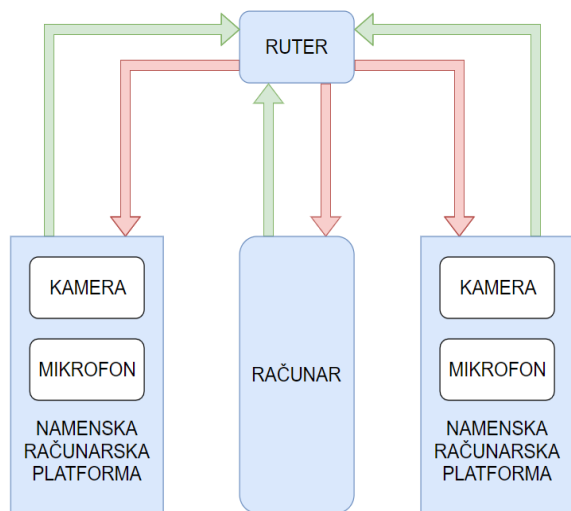 RUTER
KAMERA
MIKROFON
NAMENSKA
RAČUNARSKA
PLATFORMA
RAČUNAR
KAMERA
MIKROFON
NAMENSKA
RAČUNARSKA
PLATFORMA